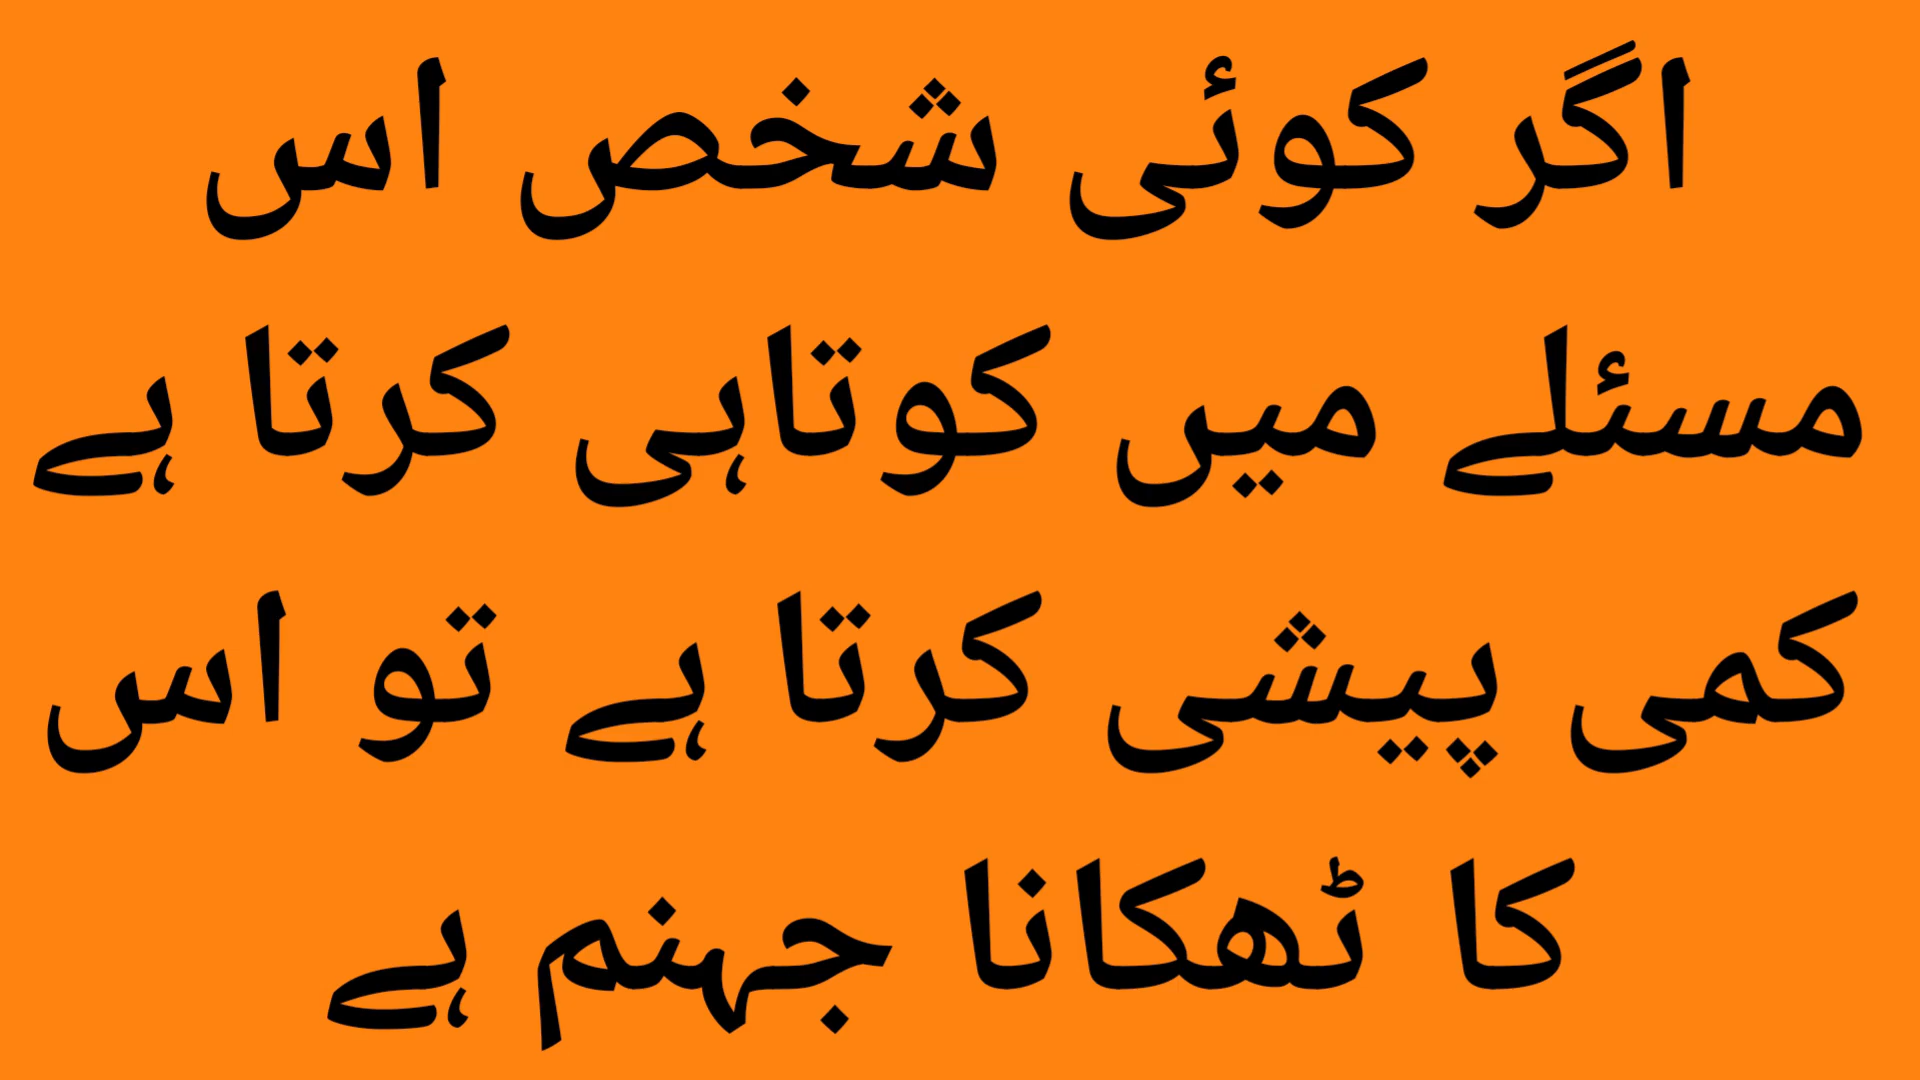 اگر کوئی شخص اس
مسئلے میں کوتاہی کرتا ہے
کمی پیشی کرتا ہے تو اس
کا ٹھکانا جہنم ہے